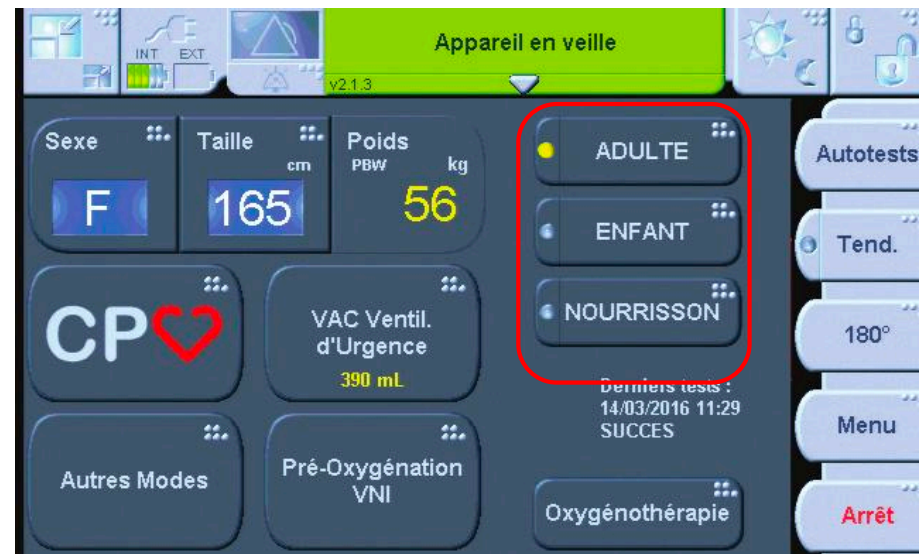 INT EXT
Appareil en veille
v2.1.3
Sexe
Taille
cm
Poids
PBW kg
F
165
56
ADULTE
ENFANT
NOURRISSON
CP
VAC Ventil.
d'Urgence
390 mL
Derniers tests :
14/03/2016 11:29
SUCCES
Autres Modes
Pré-Oxygénation
VNI
Oxygénothérapie
Autotests
Tend.
180°
Menu
Arrêt